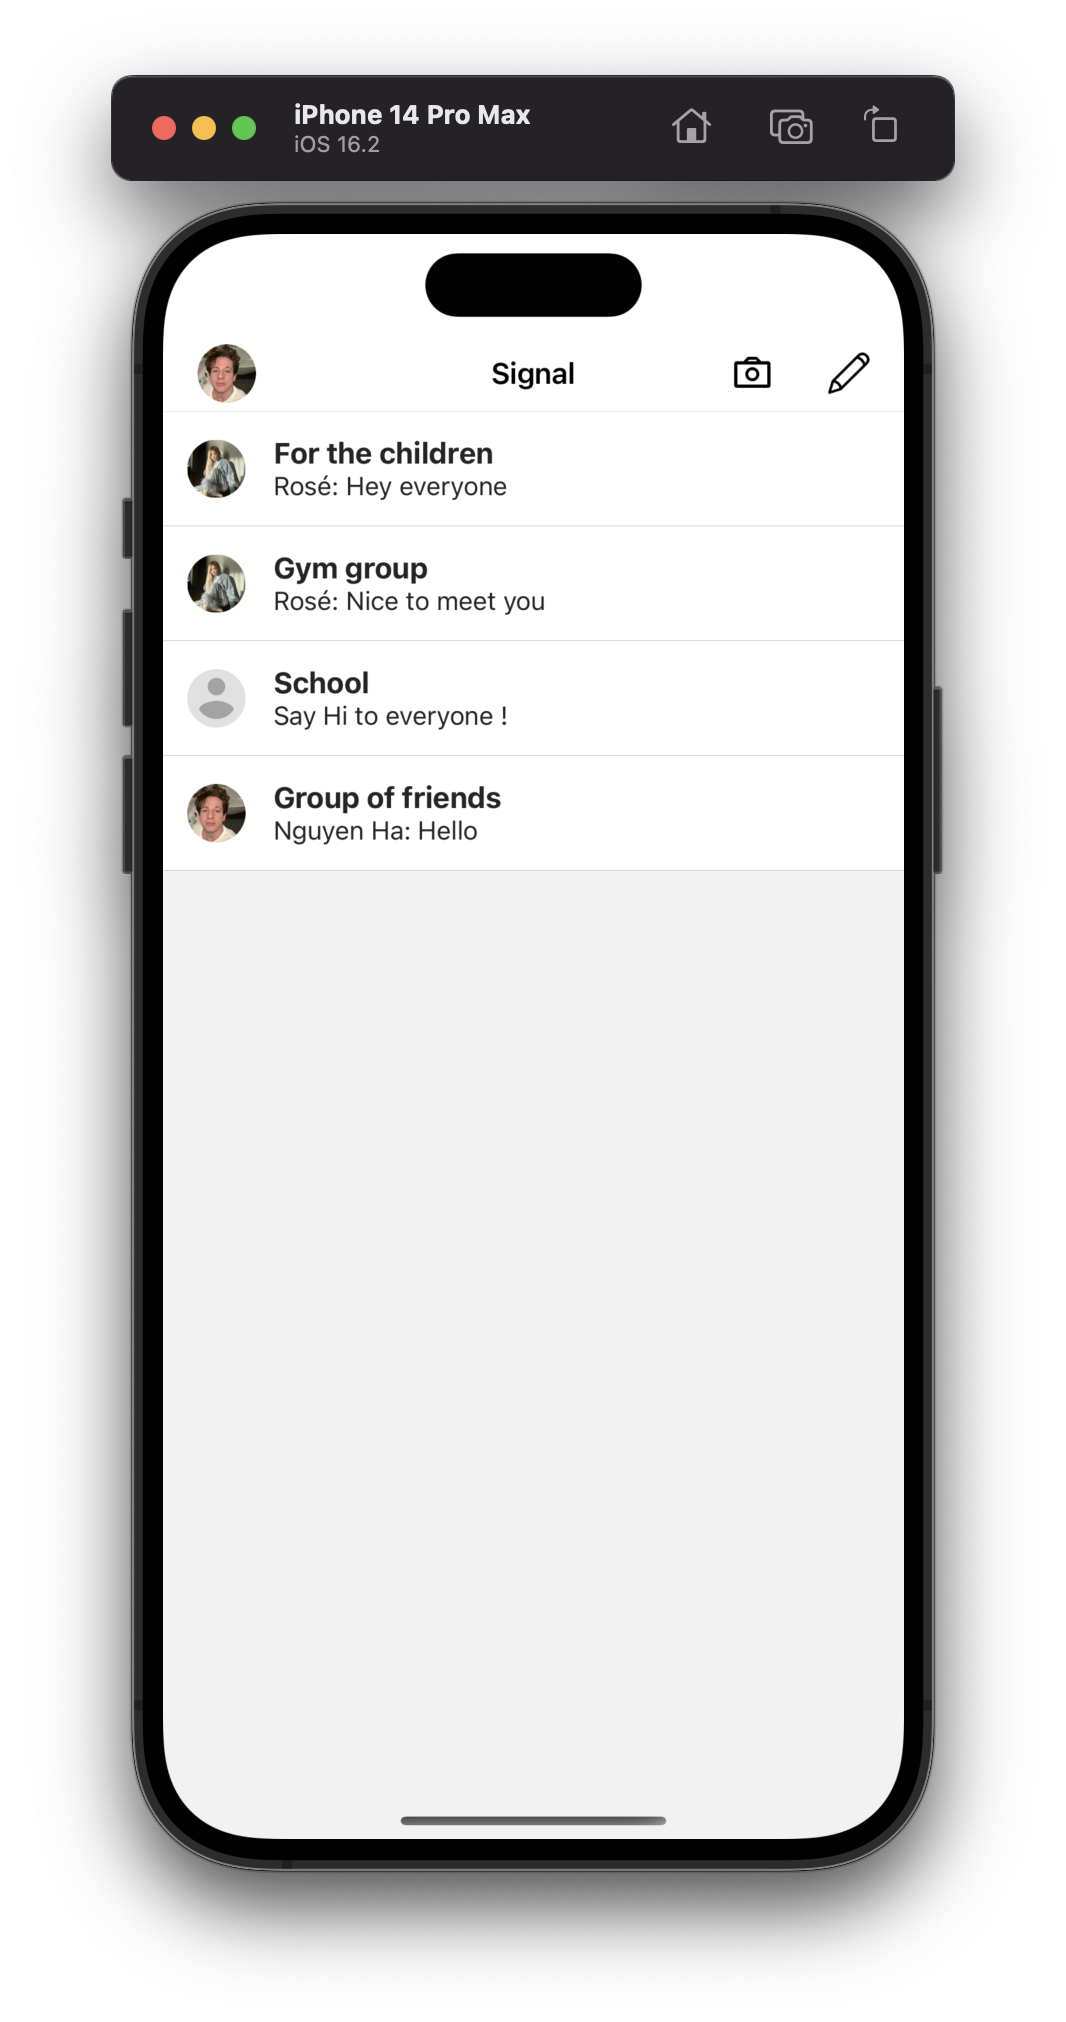 iPhone 14 Pro Max
iOS 16.2
Signal
For the children
Rosé: Hey everyone
Gym group
Rosé: Nice to meet you
School
Say Hi to everyone !
Group of friends
Nguyen Ha: Hello